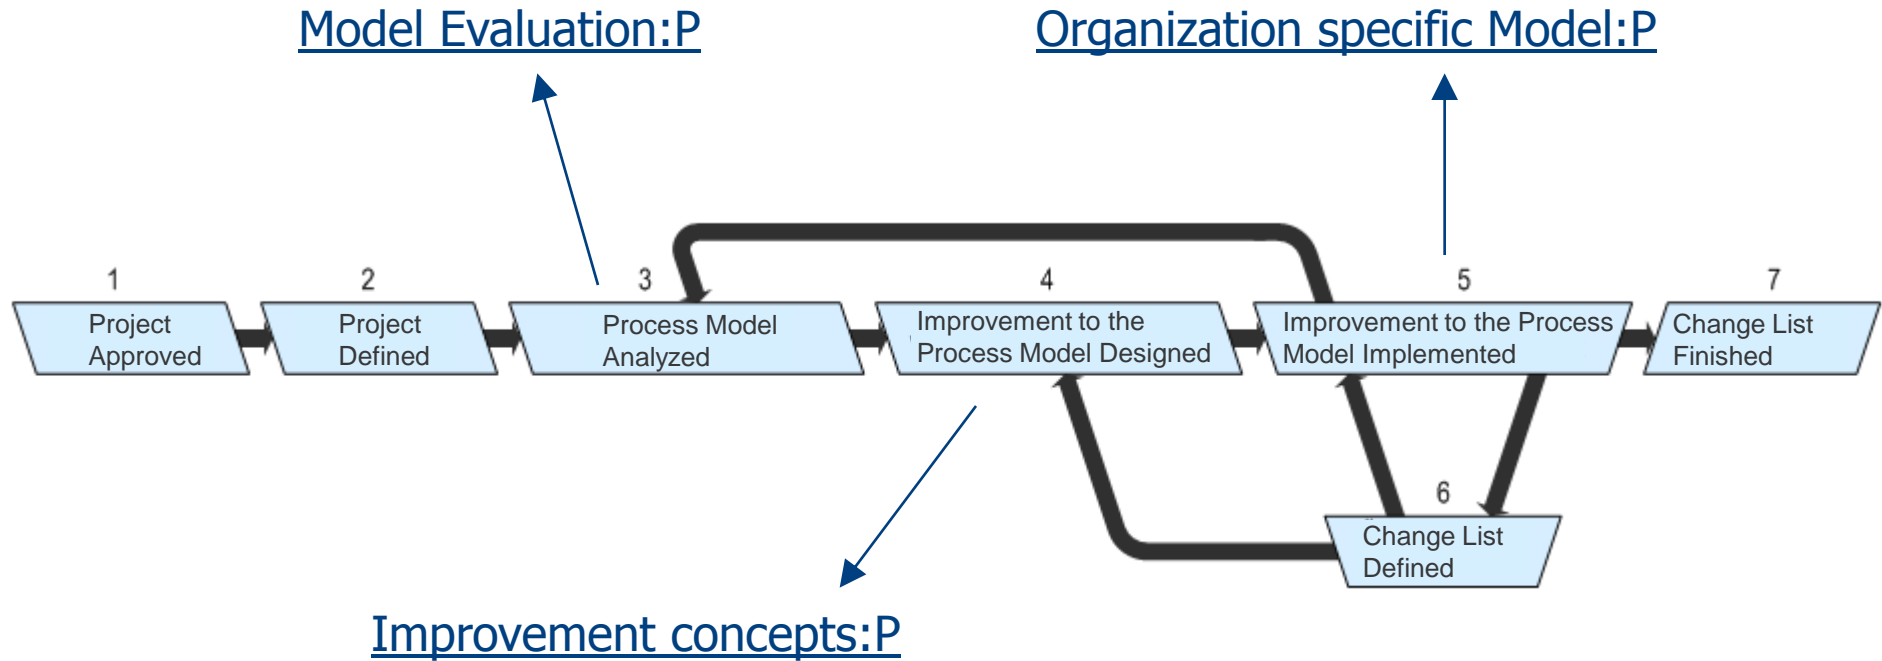 Model Evaluation:P
Organization specific Model:P
1
2
3
4
5
7
Project
Approved
Project
Defined
Process Model
Analyzed
Improvement to the
Process Model Designed
Improvement to the Process
Model Implemented
Change List
Finished
6
Change List
Defined
Improvement concepts:P